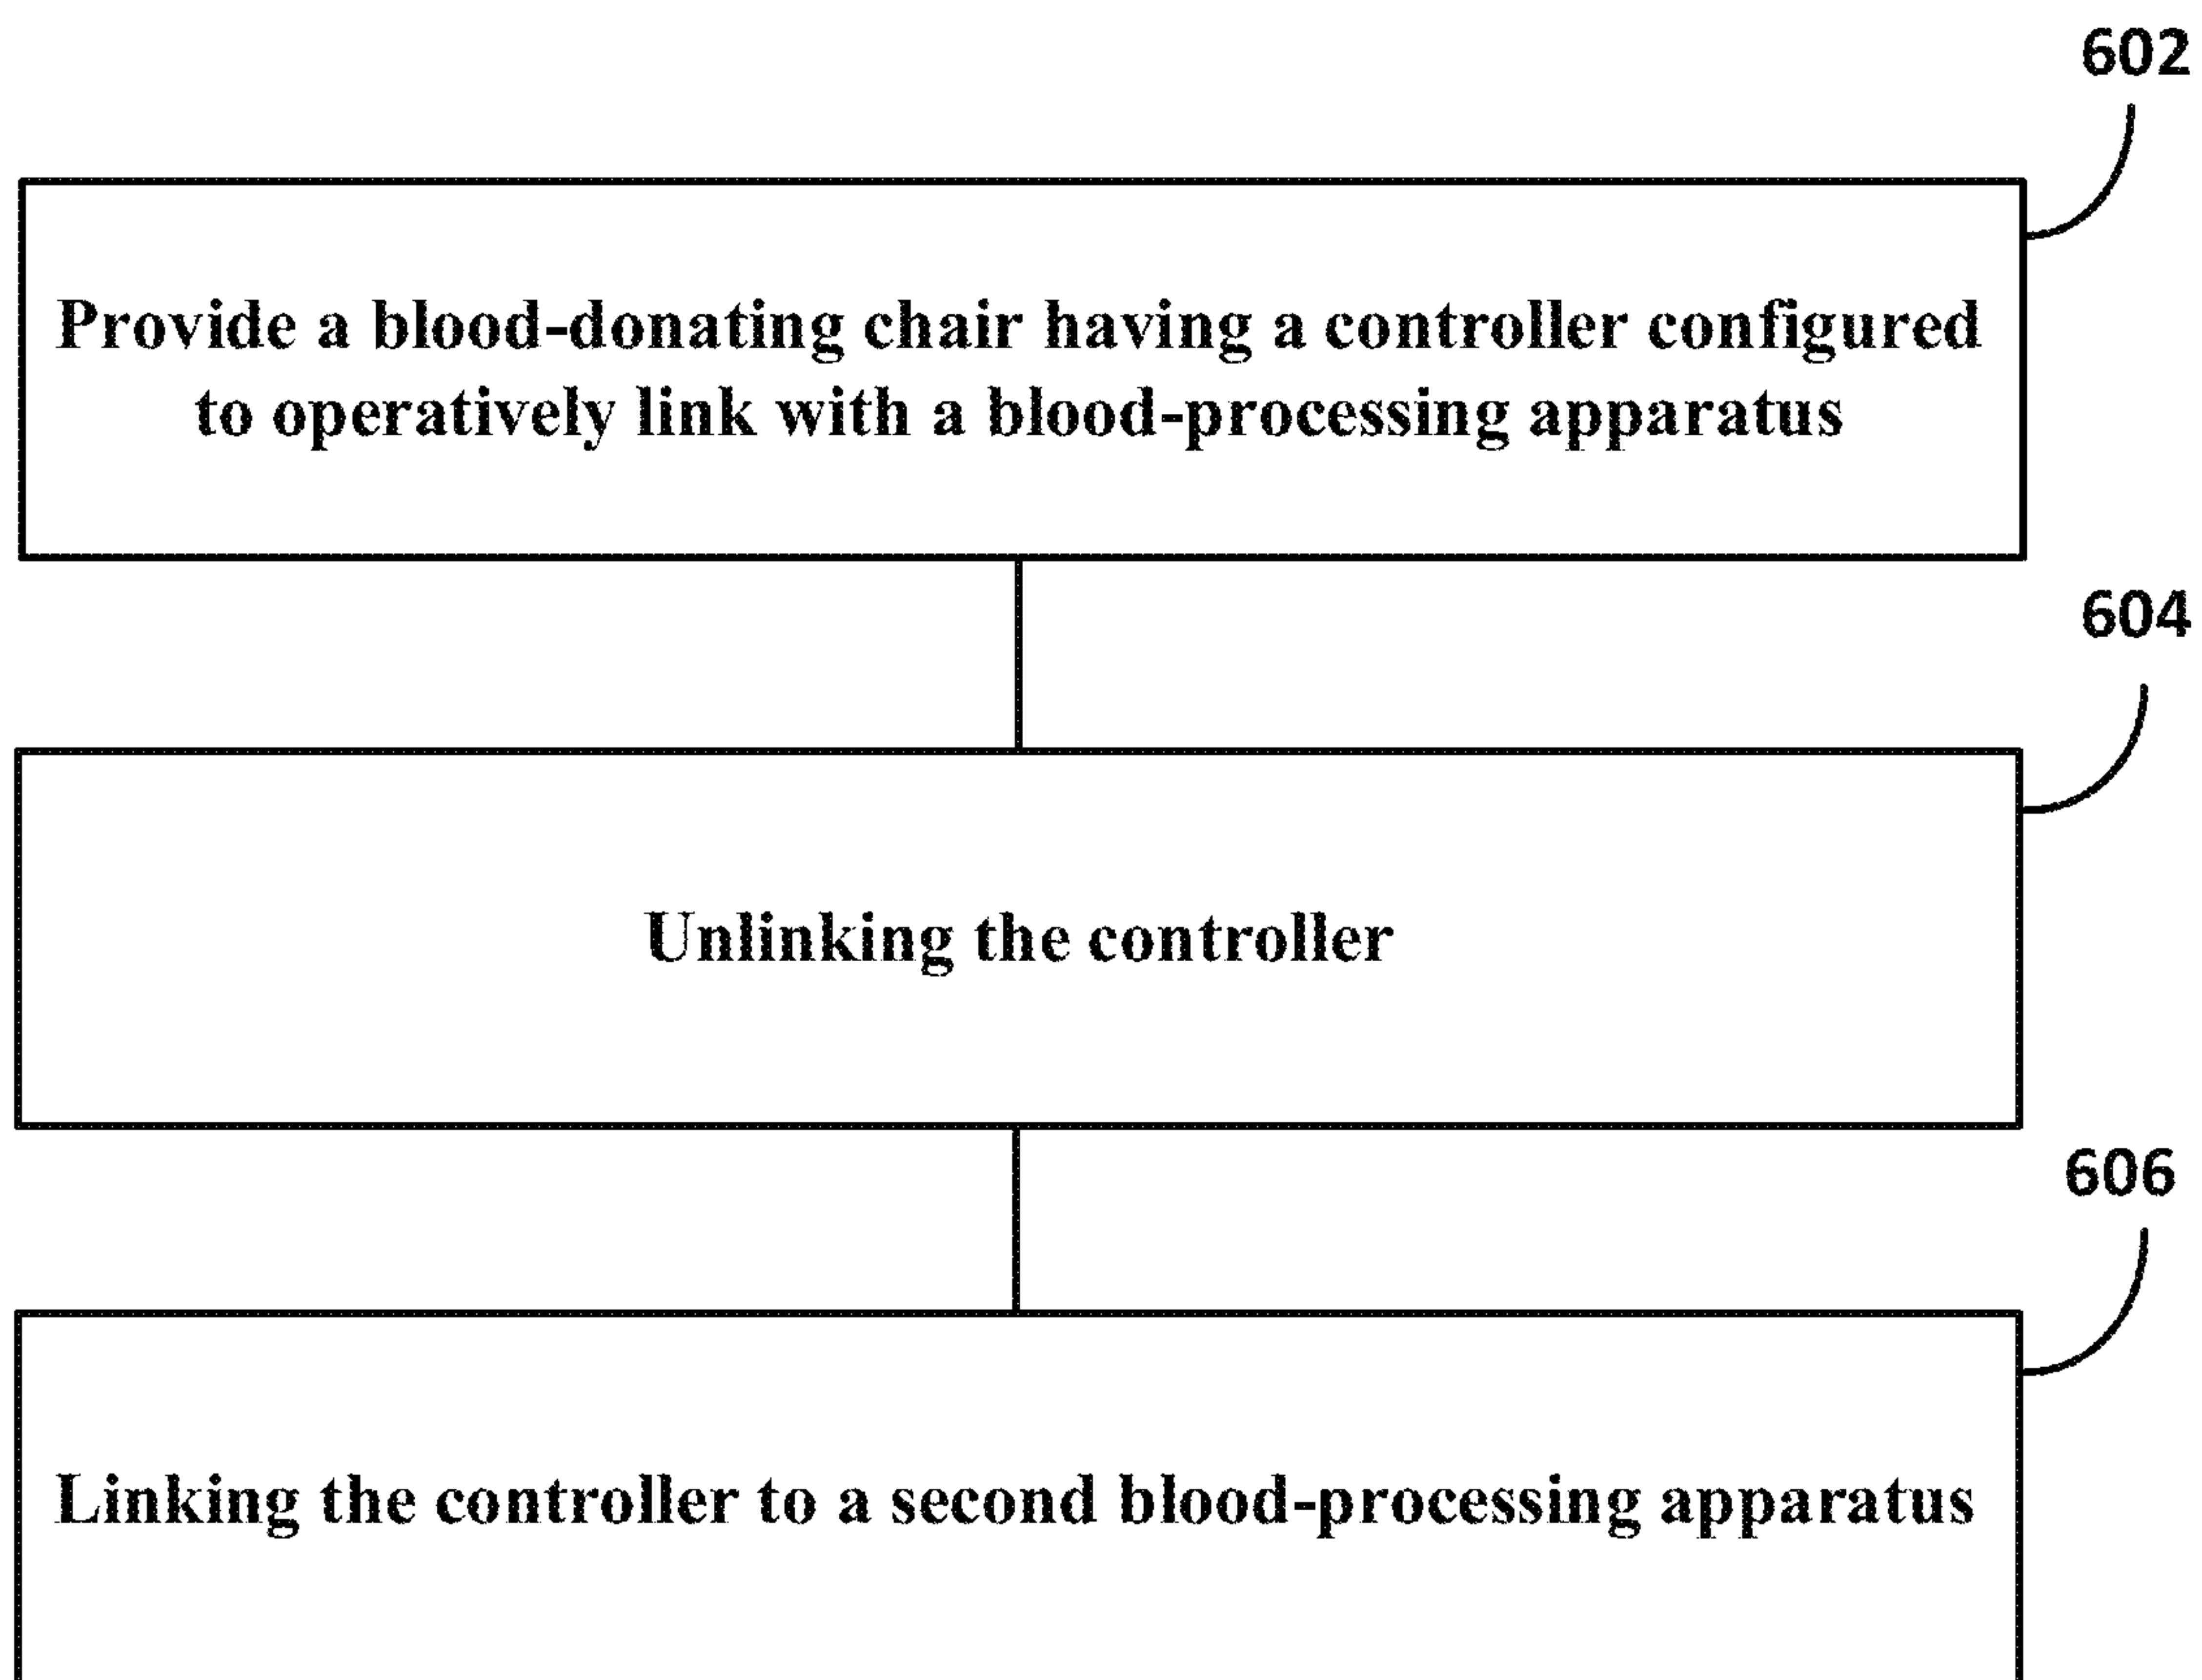 602
Provide a blood-donating chair having a controller configured
to operatively link with a blood-processing apparatus
604
Unlinking the controller
606
Linking the controller to a second blood-processing apparatus